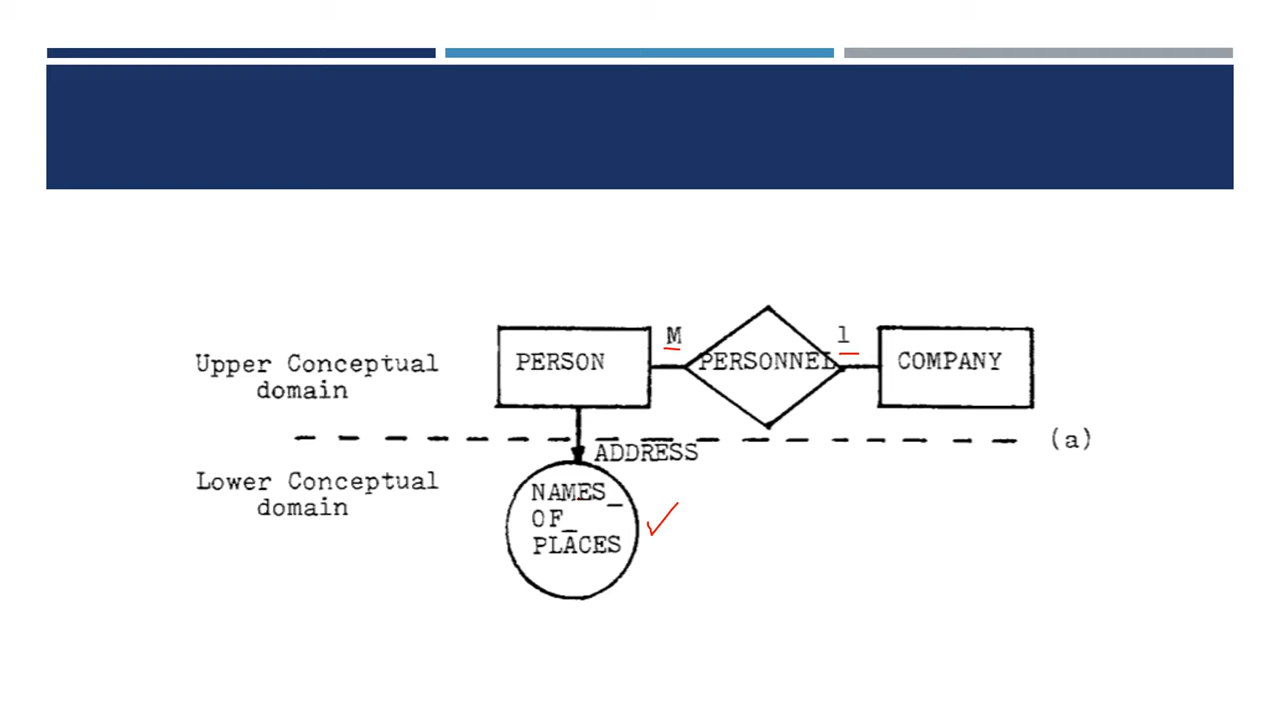 M
1
Upper Conceptual
domain
PERSON
PERSONNEL
COMPANY
(a)
ADDRESS
Lower Conceptual
domain
NAMES_
OF_
PLACES